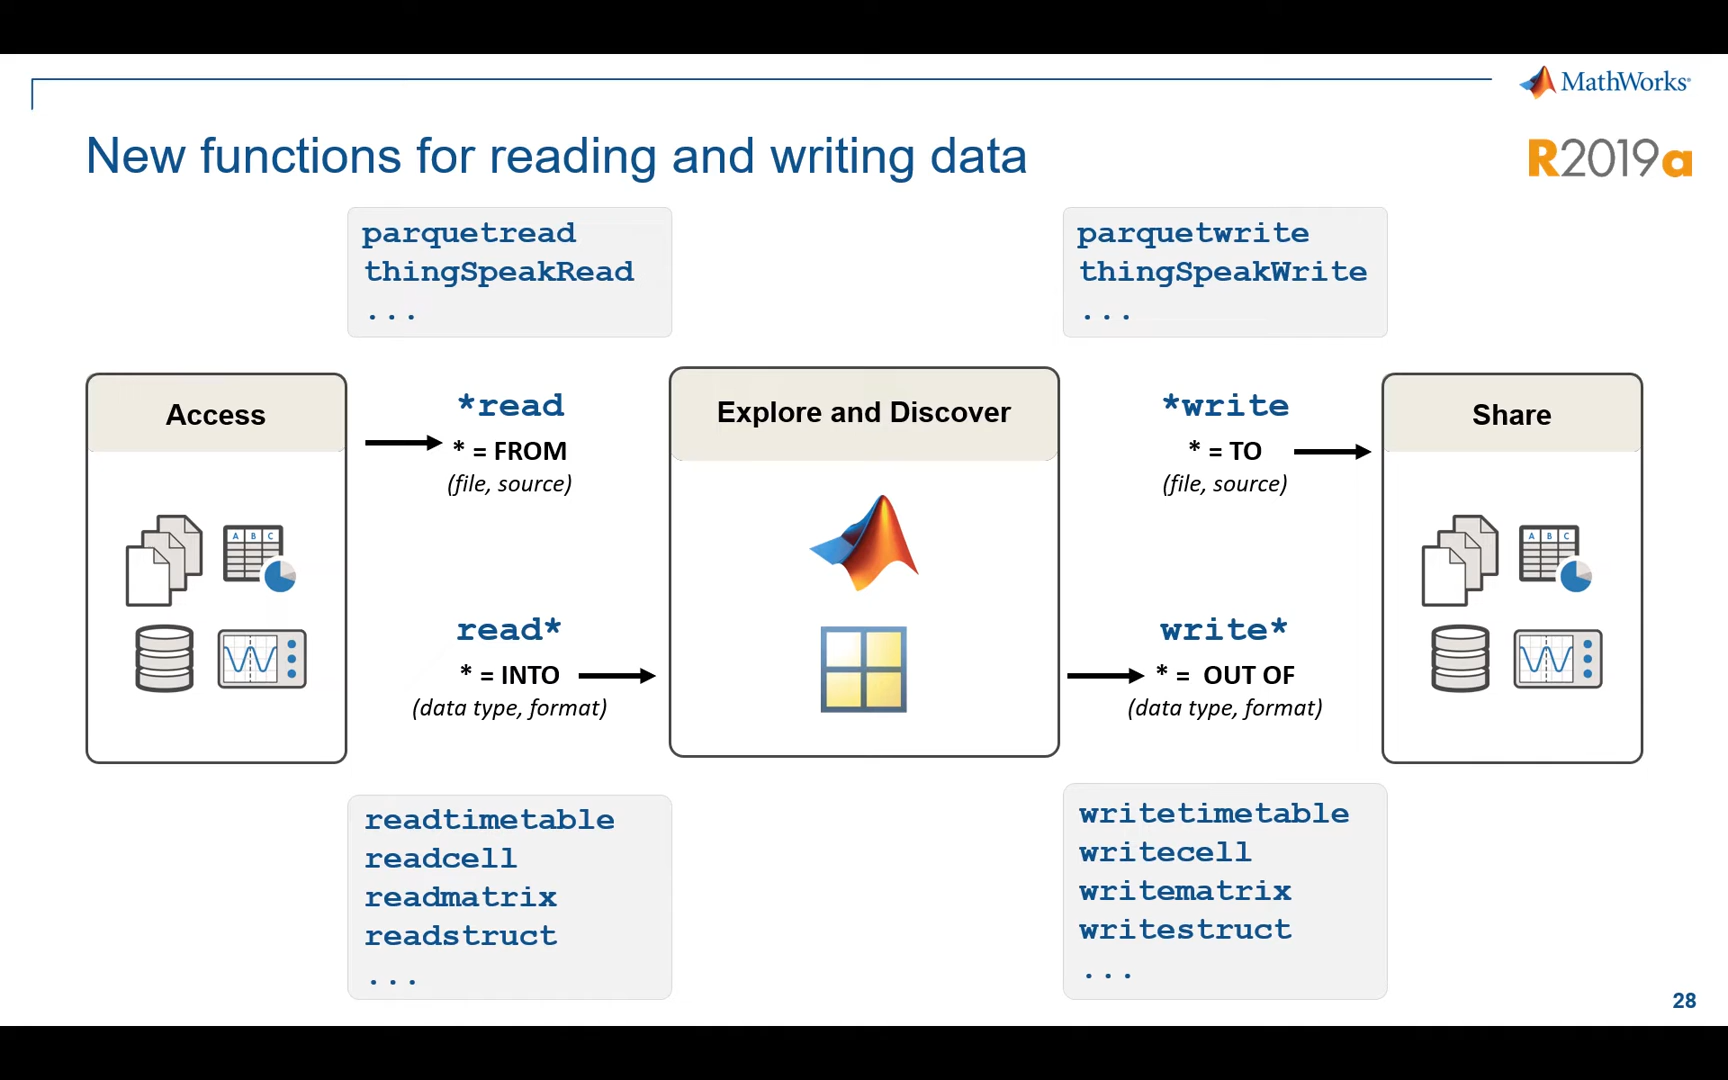 MathWorks®
New functions for reading and writing data
R2019a
parquetread
thingSpeakRead
...
parquetwrite
thingSpeakWrite
...
Access
*read
* = FROM
(file, source)
Explore and Discover
*write
* = TO
(file, source)
Share
A B C
A B C
read*
* = INTO
(data type, format)
write*
* = OUT OF
(data type, format)
readtimetable
readcell
readmatrix
readstruct
...
writetimetable
writecell
writematrix
writestruct
...
28